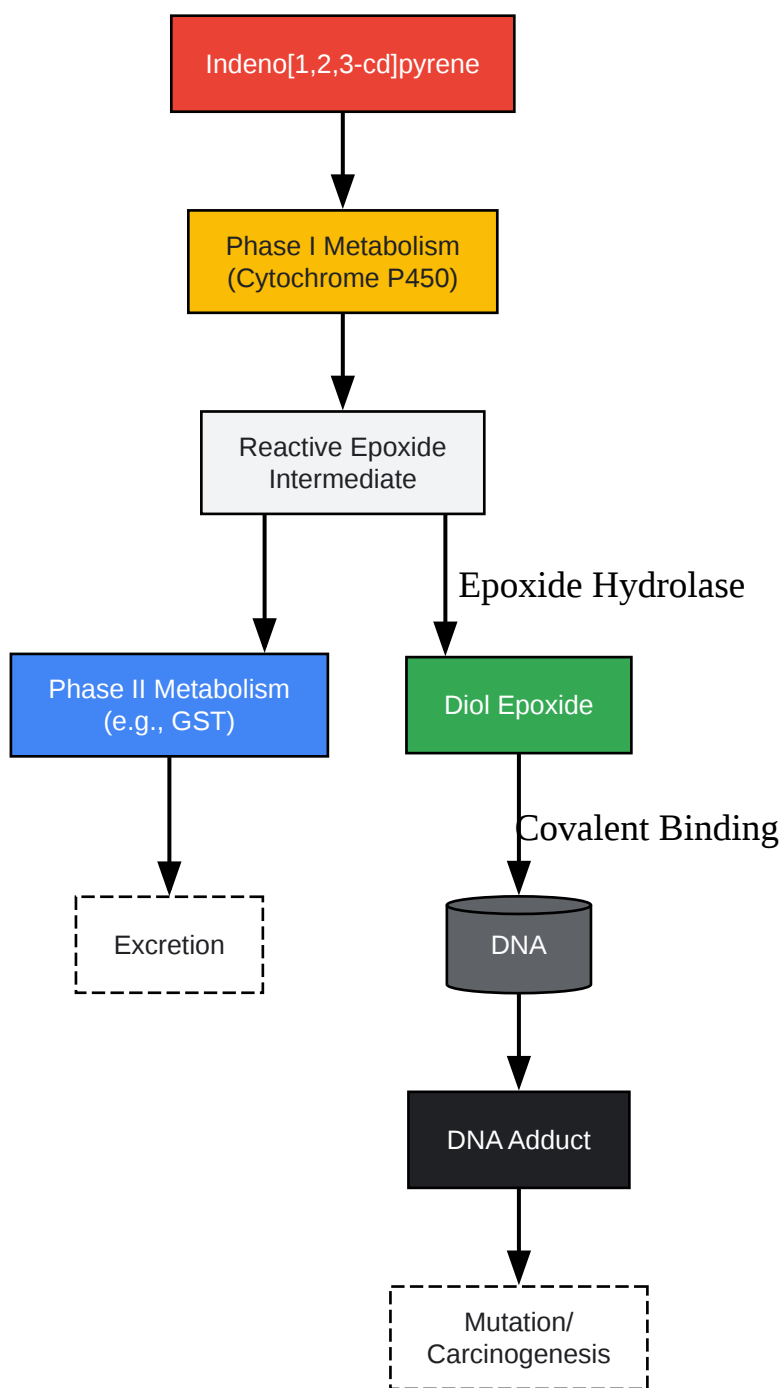 Indeno[1,2,3-cd]pyrene
Phase I Metabolism
(Cytochrome P450)
Reactive Epoxide
Intermediate
Epoxide Hydrolase
Phase II Metabolism
(e.g., GST)
Diol Epoxide
Covalent Binding
Excretion
DNA
DNA Adduct
Mutation/
Carcinogenesis